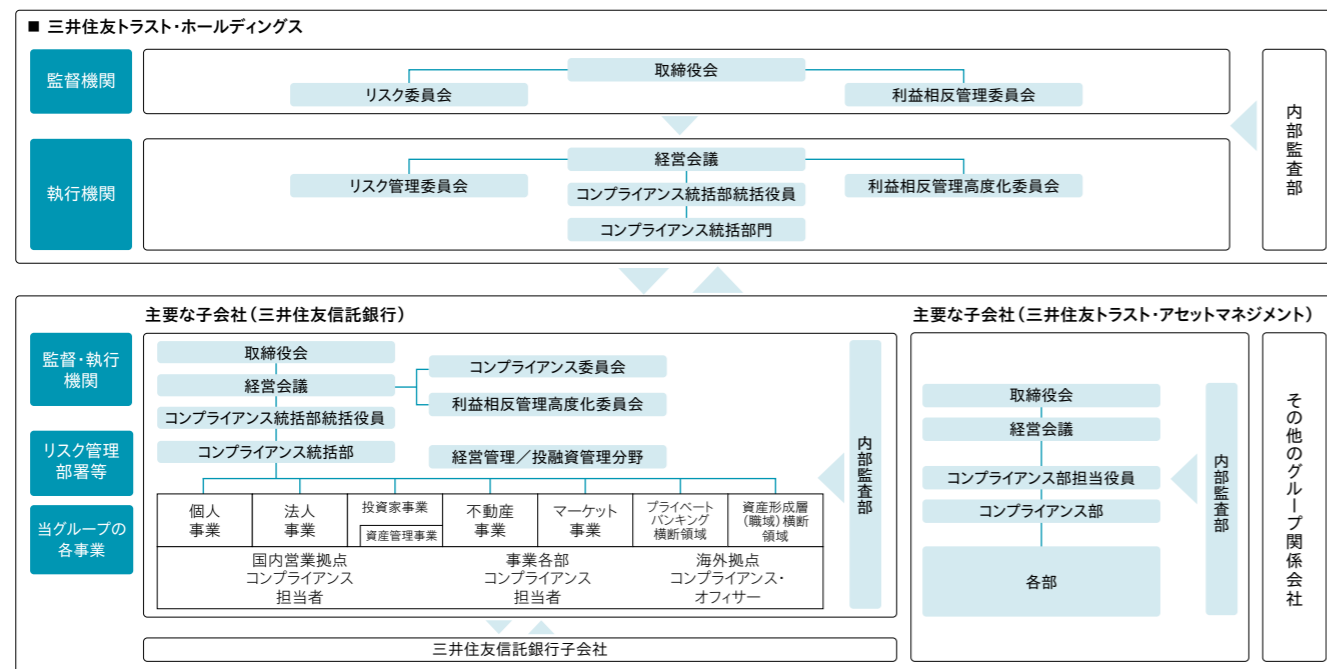 ■ 三井住友トラスト・ホールディングス
監督機関
取締役会
リスク委員会
利益相反管理委員会
内部監査部
執行機関
経営会議
リスク管理委員会
コンプライアンス統括部統括役員
利益相反管理高度化委員会
コンプライアンス統括部門
主要な子会社（三井住友信託銀行）
監督・執行
機関
取締役会
経営会議
コンプライアンス委員会
利益相反管理高度化委員会
コンプライアンス統括部統括役員
リスク管理
部署等
コンプライアンス統括部
経営管理／投融資管理分野
当グループの
各事業
個人
事業
法人
事業
投資家事業
資産管理事業
不動産
事業
マーケット
事業
プライベート
バンキング
横断領域
資産形成層
（職域）横断
領域
国内営業拠点
コンプライアンス
担当者
事業各部
コンプライアンス
担当者
海外拠点
コンプライアンス・
オフィサー
内部監査部
三井住友信託銀行子会社
主要な子会社（三井住友トラスト・アセットマネジメント）
取締役会
経営会議
コンプライアンス部担当役員
コンプライアンス部
各部
内部監査部
その他のグループ関係会社